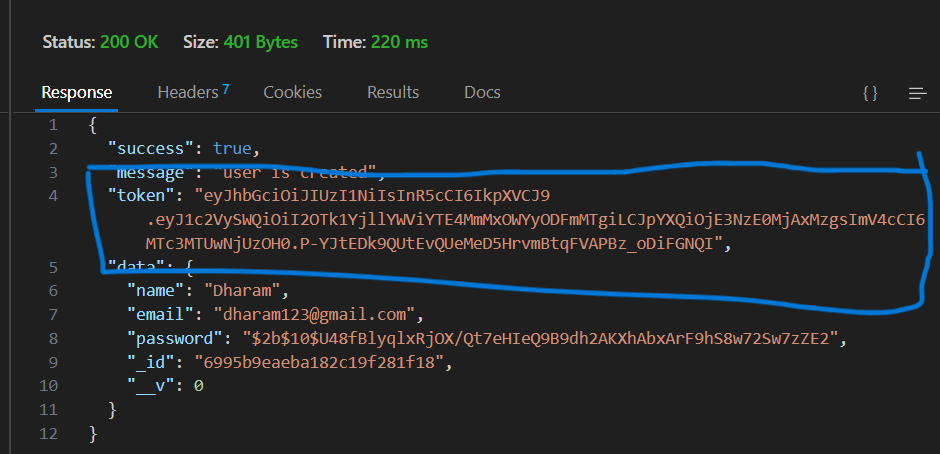 Status: 200 OK Size: 401 Bytes Time: 220 ms
Response Headers 7 Cookies Results Docs {}
1 {
2 "success": true,
3 "message": "user is created",
4 "token": "eyJhbGciOiJIUzI1NiIsInR5cCI6IkpXVCJ9
.eyJ1c2VySWQiOiI2OTk1YjllYWViYTE4MmMxOWYyODFmMTgiLCJpYXQiOjE3NzE0MjAxMzgsImV4cCI6
MTc3MTUwNjUzOH0.P-YJtEDk9QUtEvQUeMeD5HrvmBtqFVAPBz_oDiFGNQI",
5 "data": {
6 "name": "Dharam",
7 "email": "dharam123@gmail.com",
8 "password": "$2b$10$U48fBlyqlxRjOX/Qt7eHIeQ9B9dh2AKXhAbxArF9hS8w72Sw7zZE2",
9 "_id": "6995b9eaeba182c19f281f18",
10 "__v": 0
11 }
12 }